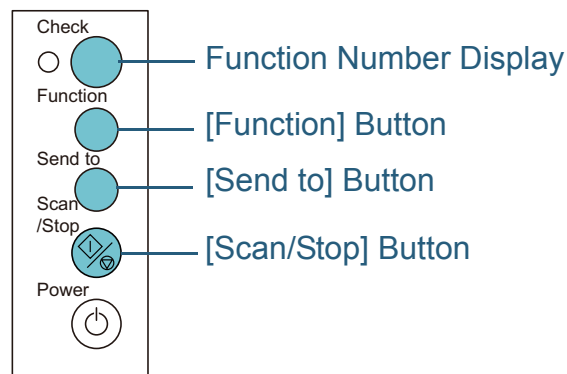 Check
Function Number Display
Function
[Function] Button
Send to
[Send to] Button
Scan
/Stop
[Scan/Stop] Button
Power